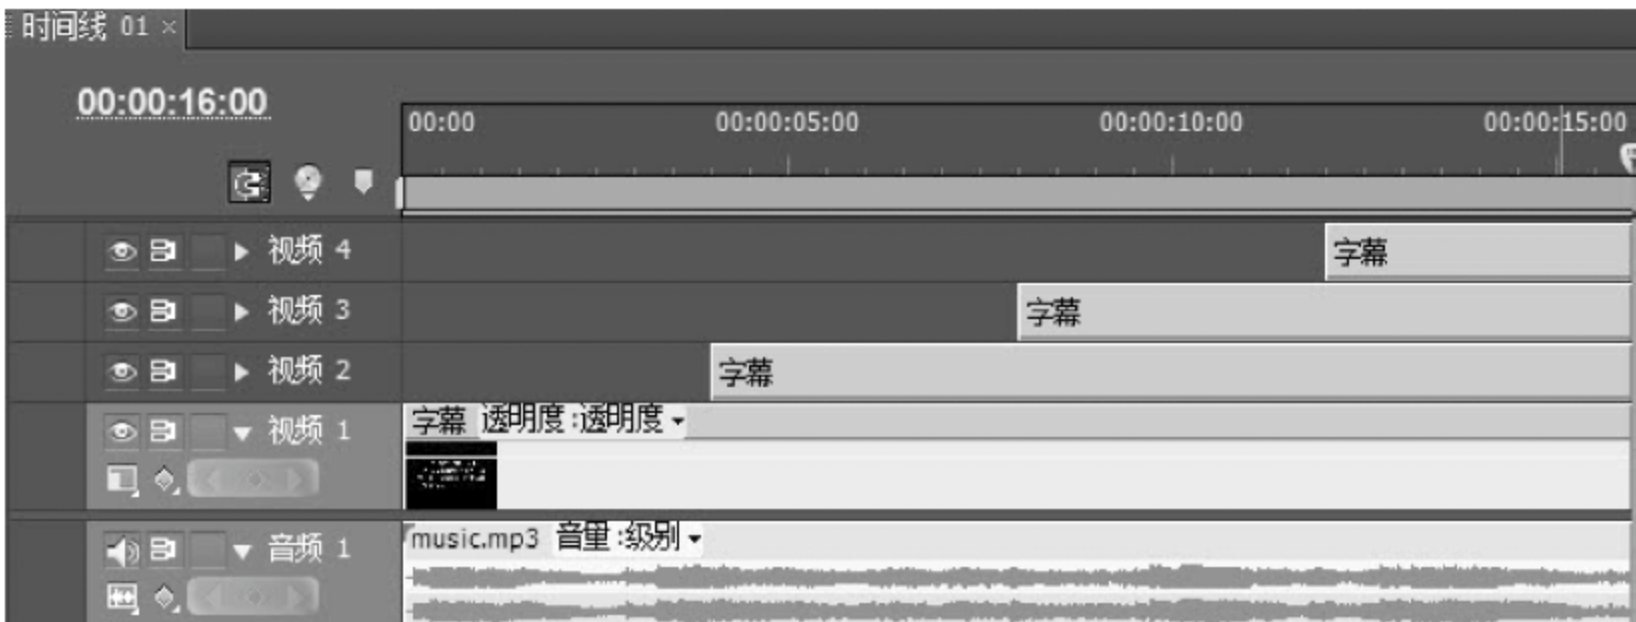 时间线 01 ×
00:00:16:00
00:00 00:00:05:00 00:00:10:00 00:00:15:00
视频 4 字幕
视频 3 字幕
视频 2 字幕
视频 1 字幕 透明度:透明度
音频 1 music.mp3 音量:级别